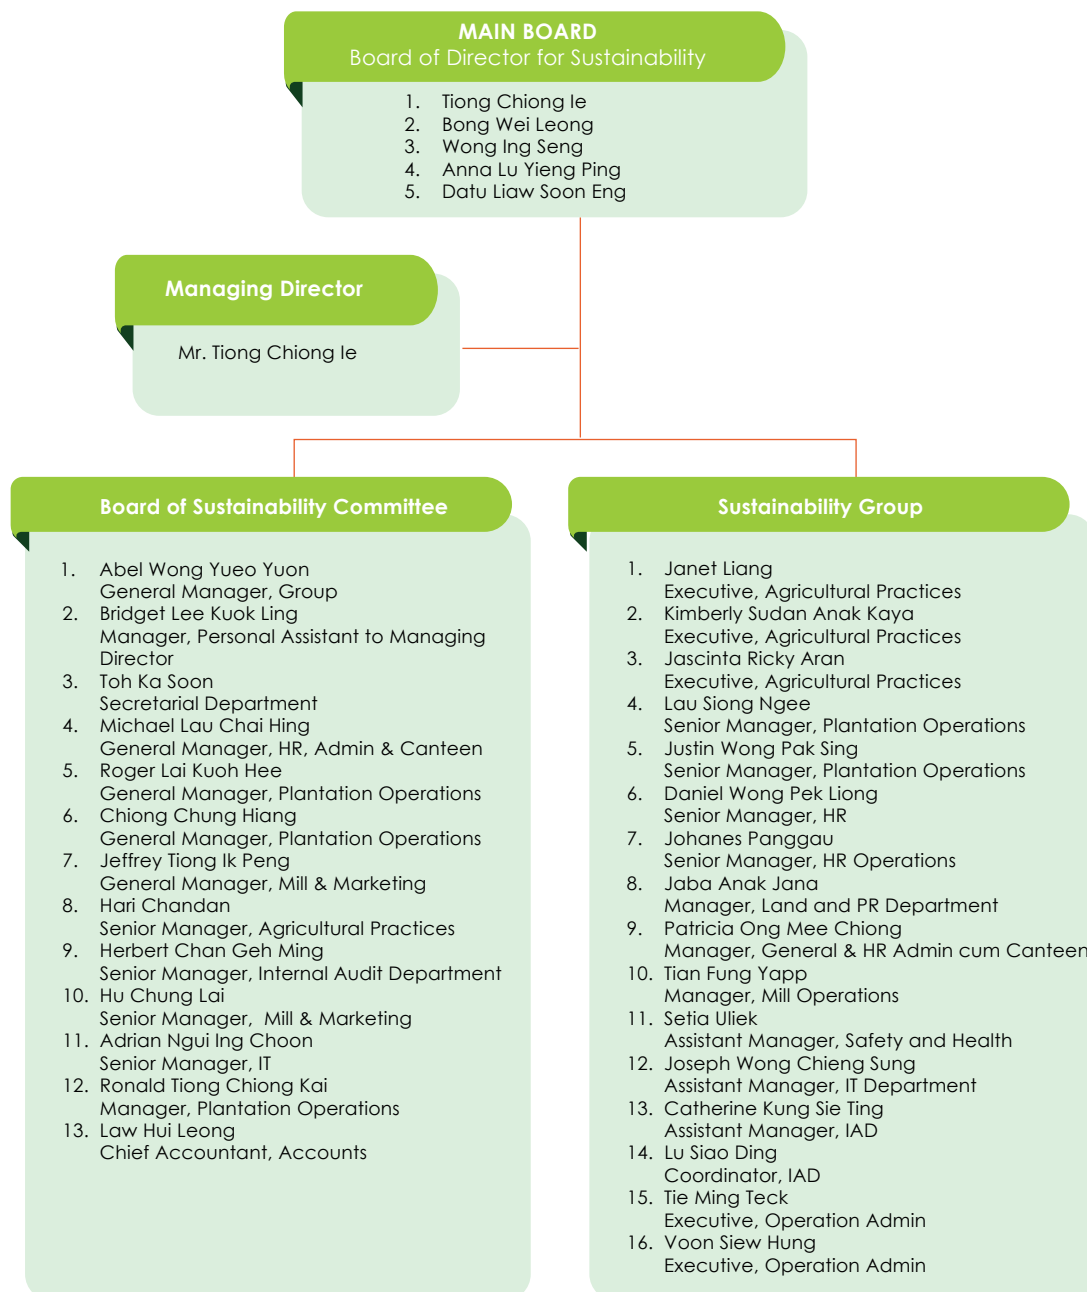 MAIN BOARD
Board of Director for Sustainability
1. Tiong Chiong Ie
2. Bong Wei Leong
3. Wong Ing Seng
4. Anna Lu Yieng Ping
5. Datu Liaw Soon Eng
Managing Director
Mr. Tiong Chiong Ie
Board of Sustainability Committee
1. Abel Wong Yueo Yuon
General Manager, Group
2. Bridget Lee Kuok Ling
Manager, Personal Assistant to Managing
Director
3. Toh Ka Soon
Secretarial Department
4. Michael Lau Chai Hing
General Manager, HR, Admin & Canteen
5. Roger Lai Kuoh Hee
General Manager, Plantation Operations
6. Chiong Chung Hiang
General Manager, Plantation Operations
7. Jeffrey Tiong Ik Peng
General Manager, Mill & Marketing
8. Hari Chandan
Senior Manager, Agricultural Practices
9. Herbert Chan Geh Ming
Senior Manager, Internal Audit Department
10. Hu Chung Lai
Senior Manager, Mill & Marketing
11. Adrian Ngui Ing Choon
Senior Manager, IT
12. Ronald Tiong Chiong Kai
Manager, Plantation Operations
13. Law Hui Leong
Chief Accountant, Accounts
Sustainability Group
1. Janet Liang
Executive, Agricultural Practices
2. Kimberly Sudan Anak Kaya
Executive, Agricultural Practices
3. Jascinta Ricky Aran
Executive, Agricultural Practices
4. Lau Siong Ngee
Senior Manager, Plantation Operations
5. Justin Wong Pak Sing
Senior Manager, Plantation Operations
6. Daniel Wong Pek Liong
Senior Manager, HR
7. Johanes Panggau
Senior Manager, HR Operations
8. Jaba Anak Jana
Manager, Land and PR Department
9. Patricia Ong Mee Chiong
Manager, General & HR Admin cum Canteen
10. Tian Fung Yapp
Manager, Mill Operations
11. Setia Uliek
Assistant Manager, Safety and Health
12. Joseph Wong Chieng Sung
Assistant Manager, IT Department
13. Catherine Kung Sie Ting
Assistant Manager, IAD
14. Lu Siao Ding
Coordinator, IAD
15. Tie Ming Teck
Executive, Operation Admin
16. Voon Siew Hung
Executive, Operation Admin